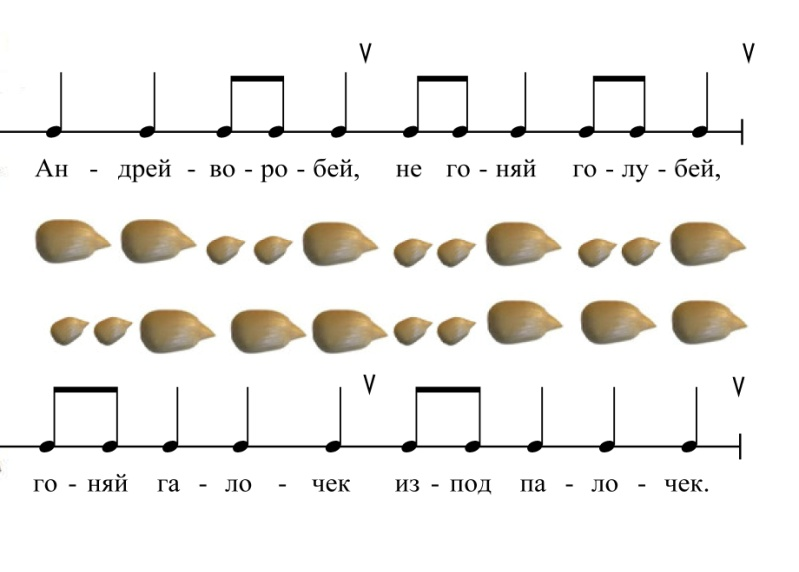 Ан - дрей - во - ро - бей, не го - няй го - лу - бей,
го - няй га - ло - чек из - под па - ло - чек.